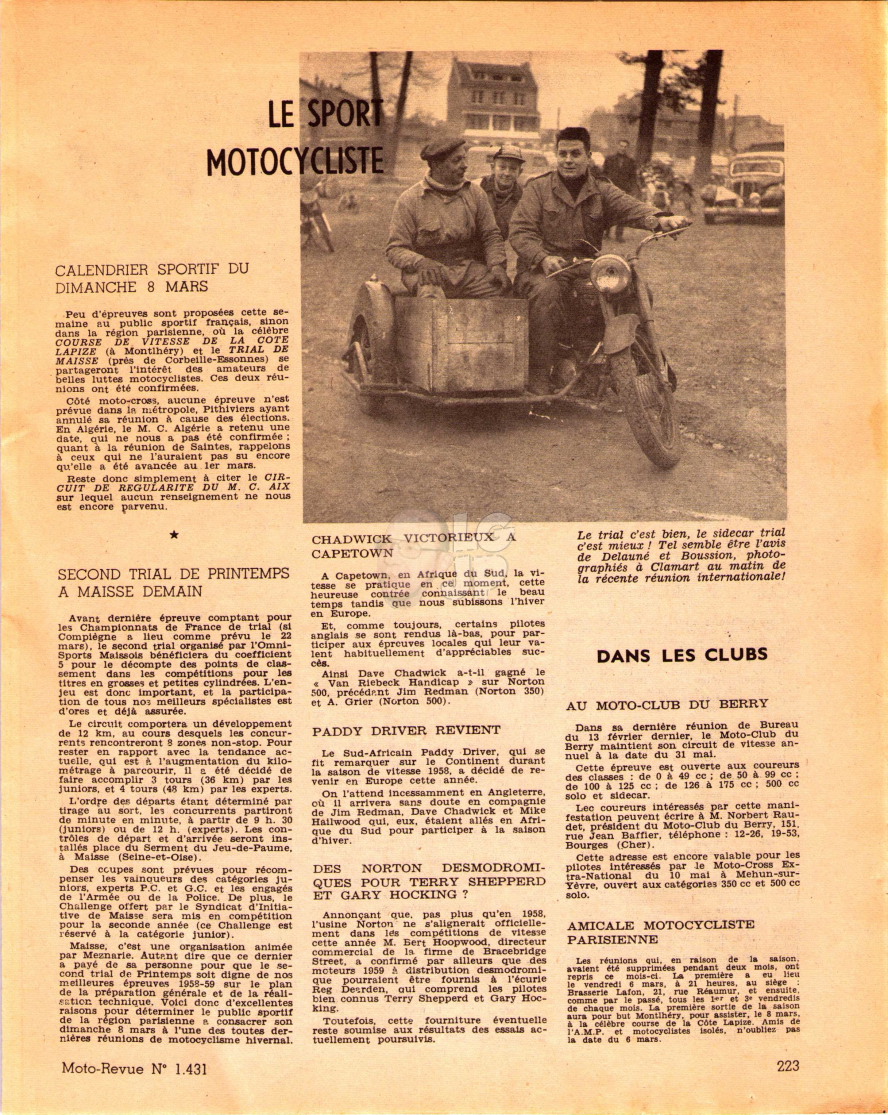 LE SPORT
MOTOCYCLISTE
CALENDRIER SPORTIF DU
DIMANCHE 8 MARS
Peu d'épreuves sont proposées cette se-
maine au public sportif français, sinon
dans la région parisienne, où la célèbre
COURSE DE VITESSE DE LA COTE
LAPIZE (à Montlhéry) et le TRIAL DE
MAISSE (près de Corbeille-Essonnes) se
partageront l'intérêt des amateurs de
belles luttes motocyclistes. Ces deux réu-
nions ont été confirmées.
Côté moto-cross, aucune épreuve n'est
prévue dans la métropole, Pithiviers ayant
annulé sa réunion à cause des élections.
En Algérie, le M. C. Algérie a retenu une
date, qui ne nous a pas été confirmée ;
quant à la réunion de Saintes, rappelons
à ceux qui ne l'auraient pas su encore
qu'elle a été avancée au 1er mars.
Reste donc simplement à citer le CIR-
CUIT DE REGULARITE DU M. C. AIX
sur lequel aucun renseignement ne nous
est encore parvenu.
★
SECOND TRIAL DE PRINTEMPS
A MAISSE DEMAIN
Avant dernière épreuve comptant pour
les Championnats de France de trial (si
Compiègne a lieu comme prévu le 22
mars), le second trial organisé par l'Omni-
Sports Maissois bénéficiera du coefficient
5 pour le décompte des points de clas-
sement dans les compétitions pour les
titres en grosses et petites cylindrées. L'en-
jeu est donc important, et la participa-
tion de tous nos meilleurs spécialistes est
d'ores et déjà assurée.
Le circuit comportera un développement
de 12 km, au cours desquels les concur-
rents rencontreront 8 zones non-stop. Pour
rester en rapport avec la tendance ac-
tuelle, qui est à l'augmentation du kilo-
métrage à parcourir, il a été décidé de
faire accomplir 3 tours (36 km) par les
juniors, et 4 tours (48 km) par les experts.
L'ordre des départs étant déterminé par
tirage au sort, les concurrents partiront
de minute en minute, à partir de 9 h. 30
(juniors) ou de 12 h. (experts). Les con-
trôles de départ et d'arrivée seront ins-
tallés place du Serment du Jeu-de-Paume,
à Maisse (Seine-et-Oise).
Des coupes sont prévues pour récom-
penser les vainqueurs des catégories ju-
niors, experts P.C. et G.C. et les engagés
de l'Armée ou de la Police. De plus, le
Challenge offert par le Syndicat d'Initia-
tive de Maisse sera mis en compétition
pour la seconde année (ce Challenge est
réservé à la catégorie junior).
Maisse, c'est une organisation animée
par Meznarie. Autant dire que ce dernier
a payé de sa personne pour que le se-
cond trial de Printemps soit digne de nos
meilleures épreuves 1958-59 sur le plan
de la préparation générale et de la réali-
sation technique. Voici donc d'excellentes
raisons pour déterminer le public sportif
de la région parisienne à consacrer son
dimanche 8 mars à l'une des toutes der-
nières réunions de motocyclisme hivernal.
CHADWICK VICTORIEUX A
CAPETOWN
A Capetown, en Afrique du Sud, la vi-
tesse se pratique en ce moment, cette
heureuse contrée connaissant le beau
temps tandis que nous subissons l'hiver
en Europe.
Et, comme toujours, certains pilotes
anglais se sont rendus là-bas, pour par-
ticiper aux épreuves locales qui leur va-
lent habituellement d'appréciables suc-
cès.
Ainsi Dave Chadwick a-t-il gagné le
« Van Riebeck Handicap » sur Norton
500, précédant Jim Redman (Norton 350)
et A. Grier (Norton 500).
PADDY DRIVER REVIENT
Le Sud-Africain Paddy Driver, qui se
fit remarquer sur le Continent durant
la saison de vitesse 1958, a décidé de re-
venir en Europe cette année.
On l'attend incessamment en Angleterre,
où il arrivera sans doute en compagnie
de Jim Redman, Dave Chadwick et Mike
Hailwood qui, eux, étaient allés en Afri-
que du Sud pour participer à la saison
d'hiver.
DES NORTON DESMODROMI-
QUES POUR TERRY SHEPPERD
ET GARY HOCKING ?
Annonçant que, pas plus qu'en 1958,
l'usine Norton ne s'alignerait officielle-
ment dans les compétitions de vitesse
cette année M. Bert Hoopwood, directeur
commercial de la firme de Bracebridge
Street, a confirmé par ailleurs que des
moteurs 1959 à distribution desmodromi-
que pourraient être fournis à l'écurie
Reg Desrden, qui comprend les pilotes
bien connus Terry Shepperd et Gary Hoc-
king.
Toutefois, cette fourniture éventuelle
reste soumise aux résultats des essais ac-
tuellement poursuivis.
Le trial c'est bien, le sidecar trial
c'est mieux ! Tel semble être l'avis
de Delauné et Boussion, photo-
graphiés à Clamart au matin de
la récente réunion internationale!
DANS LES CLUBS
AU MOTO-CLUB DU BERRY
Dans sa dernière réunion de Bureau
du 13 février dernier, le Moto-Club du
Berry maintient son circuit de vitesse an-
nuel à la date du 31 mai.
Cette épreuve est ouverte aux coureurs
des classes : de 0 à 49 cc ; de 50 à 99 cc ;
de 100 à 125 cc ; de 126 à 175 cc ; 500 cc
solo et sidecar.
Lec coureurs intéressés par cette mani-
festation peuvent écrire à M. Norbert Rau-
det, président du Moto-Club du Berry, 151,
rue Jean Baffier, téléphone : 12-26, 19-53,
Bourges (Cher).
Cette adresse est encore valable pour les
pilotes intéressés par le Moto-Cross Ex-
tra-National du 10 mai à Mehun-sur-
Yèvre, ouvert aux catégories 350 cc et 500 cc
solo.
AMICALE MOTOCYCLISTE
PARISIENNE
Les réunions qui, en raison de la saison,
avaient été supprimées pendant deux mois, ont
repris ce mois-ci. La première a eu lieu
le vendredi 6 mars, à 21 heures, au siège :
Brasserie Lafon, 21, rue Réaumur, et ensuite,
comme par le passé, tous les 1er et 3e vendredis
de chaque mois. La première sortie de la saison
aura pour but Montlhéry, pour assister, le 8 mars,
à la célèbre course de la Côte Lapize. Amis de
l'A.M.P. et motocyclistes isolés, n'oubliez pas
la date du 6 mars.
Moto-Revue N° 1.431
223